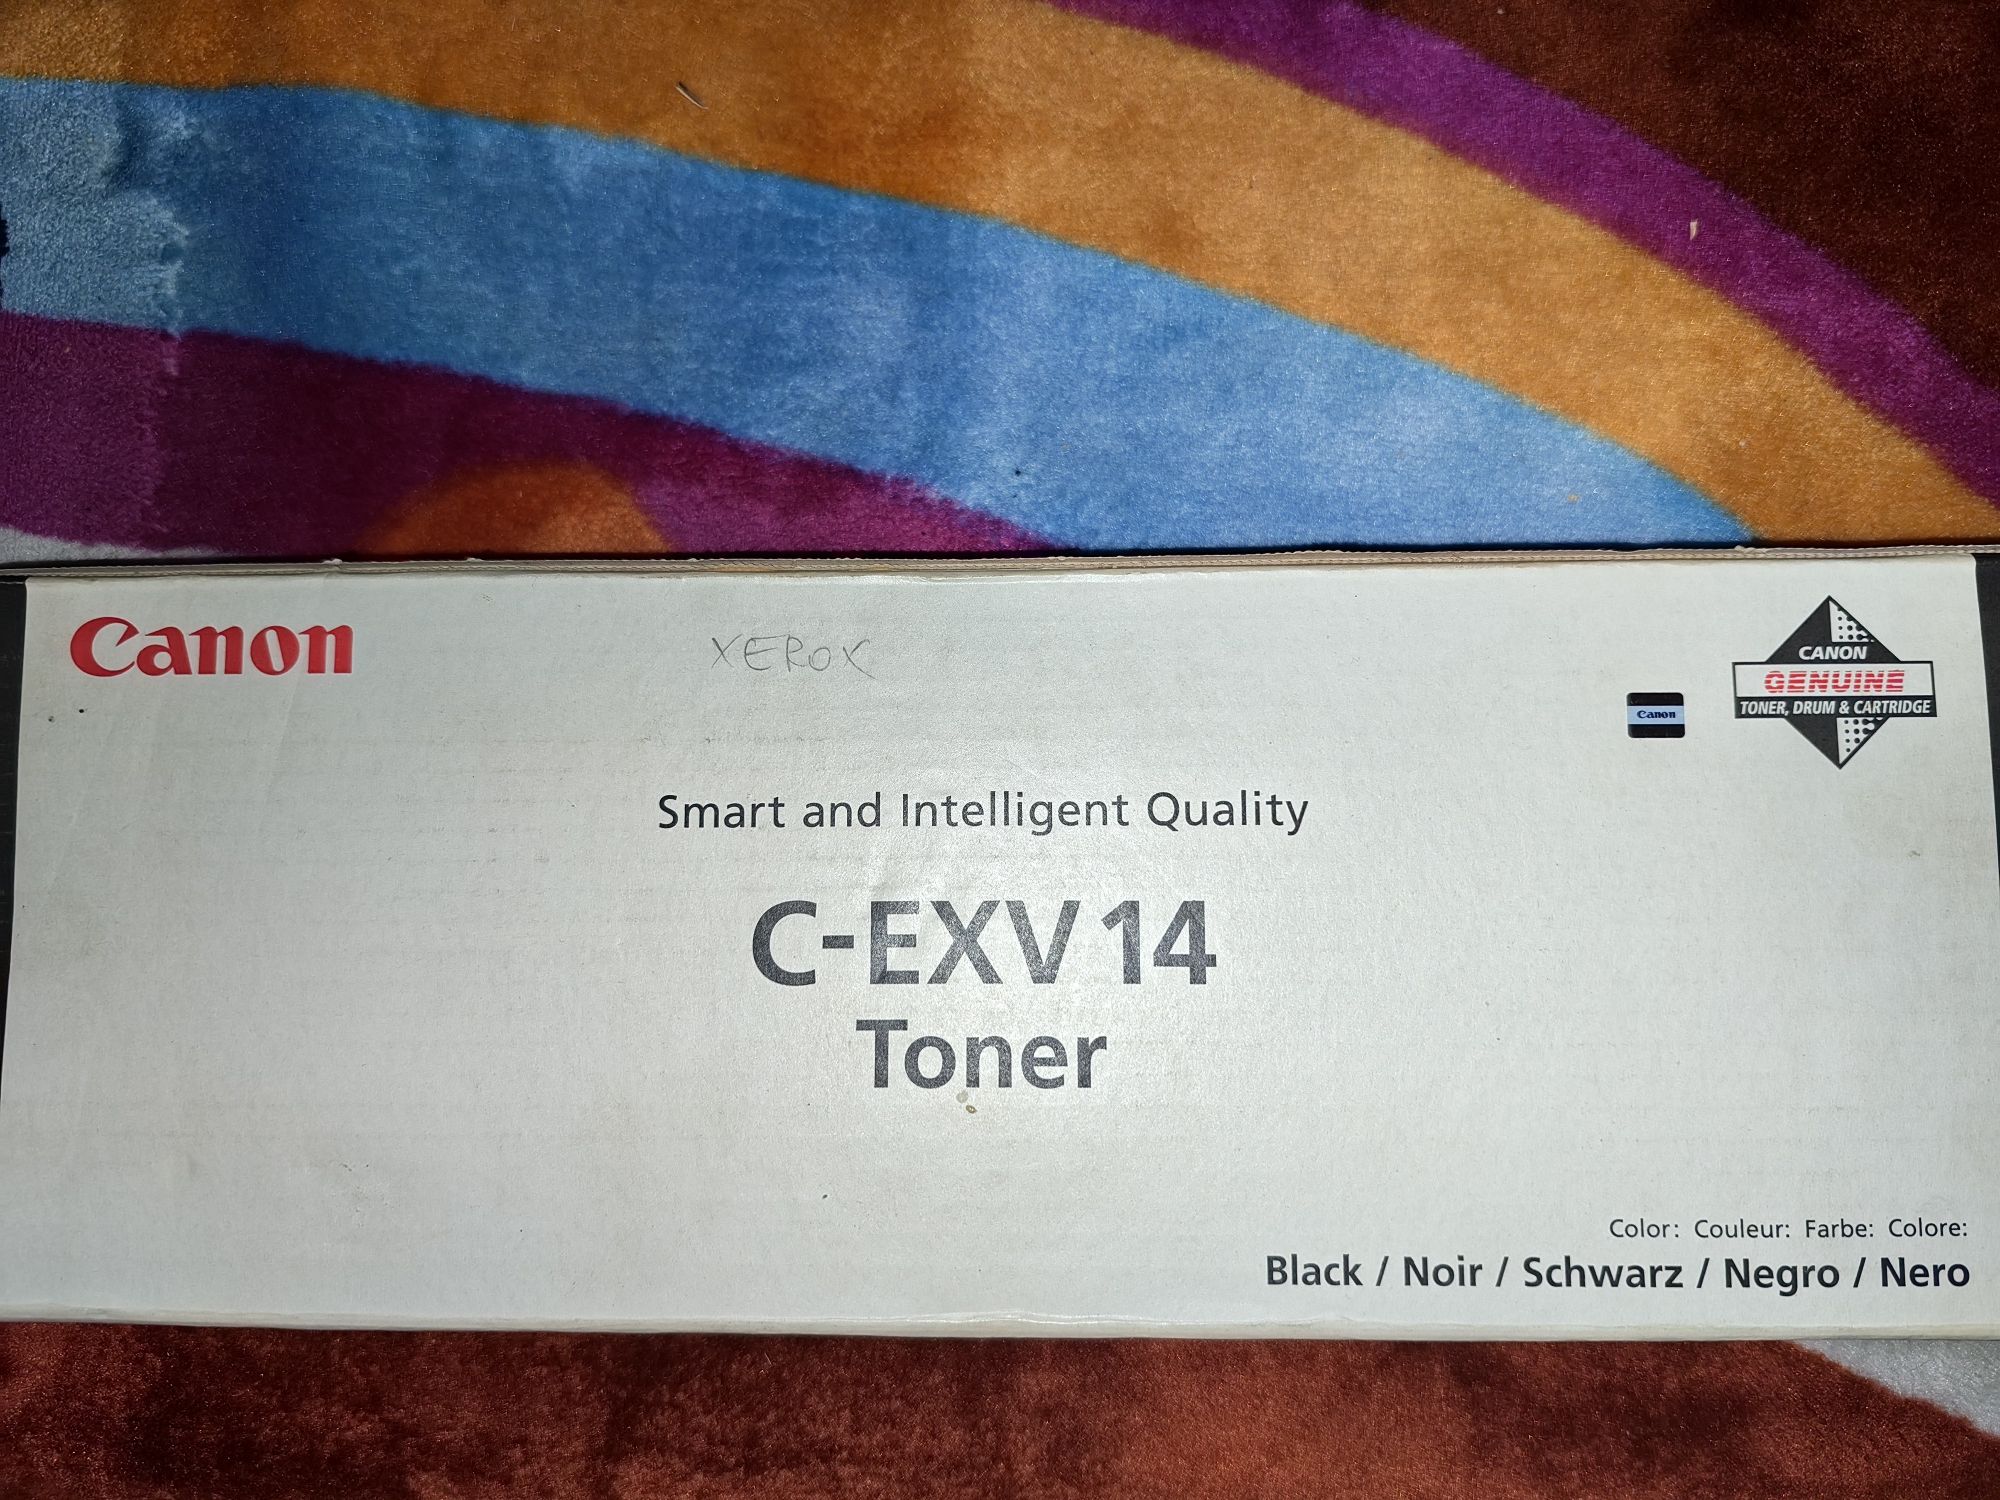 Canon
XEROX
CANON
GENUINE
TONER, DRUM & CARTRIDGE
Canon
Smart and Intelligent Quality
C-EXV 14
Toner
Color: Couleur: Farbe: Colore:
Black / Noir / Schwarz / Negro / Nero